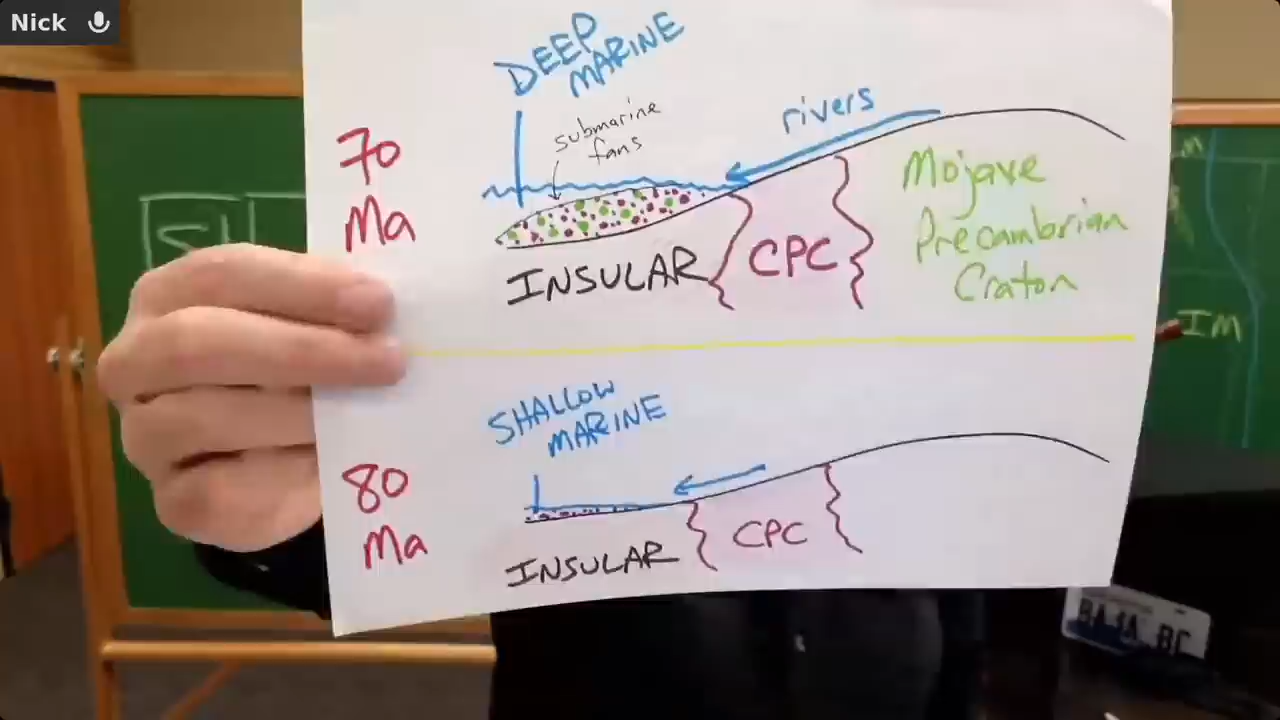 Nick
DEEP
MARINE
submarine
fans
rivers
70
Ma
Mojave
Precambrian
Craton
INSULAR
CPC
SHALLOW
MARINE
80
Ma
INSULAR
CPC
IM
BAJA BC